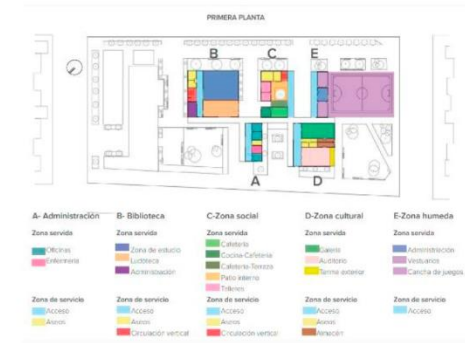 PRIMERA PLANTA
B
C
E
A
D
A- Administración
Zona servida
Oficinas
Enfermería
Zona de servicio
Acceso
Aseos
B- Biblioteca
Zona servida
Zona de estudio
Ludoteca
Administración
Zona de servicio
Acceso
Aseos
Circulación vertical
C-Zona social
Zona servida
Cafetería
Cocina-Cafetería
Cafetería-Terraza
Patio interno
Talleres
Zona de servicio
Acceso
Aseos
Circulación vertical
D-Zona cultural
Zona servida
Galería
Auditorio
Tarima exterior
Zona de servicio
Acceso
Aseos
Almacén
E-Zona humeda
Zona servida
Administración
Vestuarios
Cancha de juegos
Zona de servicio
Acceso